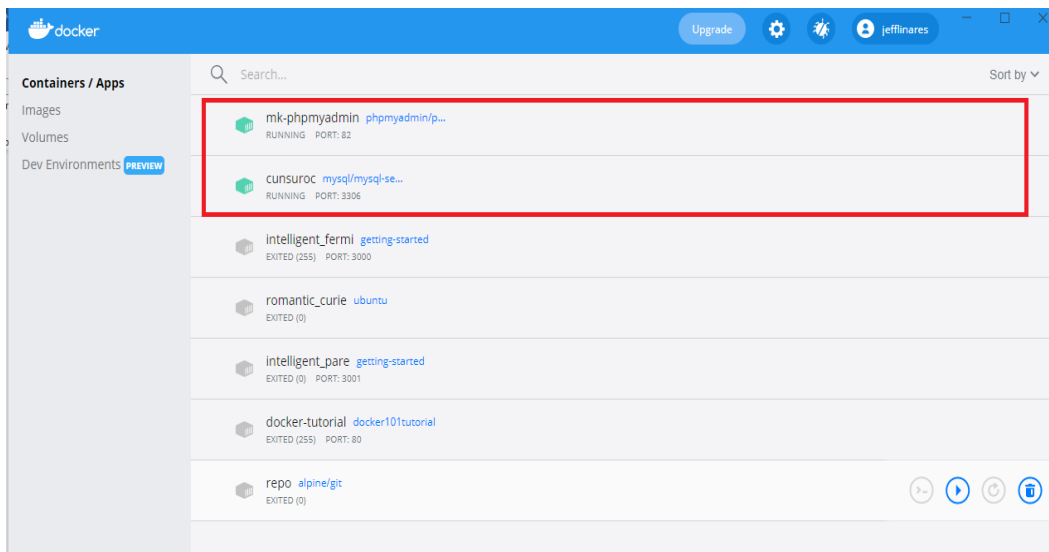 docker
Upgrade
jefflinares
Containers / Apps
Images
Volumes
Dev Environments PREVIEW
Search...
Sort by
mk-phpmyadmin phpmyadmin/p...
RUNNING PORT: 82
cunsuroc mysql/mysql-se...
RUNNING PORT: 3306
intelligent_fermi getting-started
EXITED (255) PORT: 3000
romantic_curie ubuntu
EXITED (0)
intelligent_pare getting-started
EXITED (0) PORT: 3001
docker-tutorial docker101tutorial
EXITED (255) PORT: 80
repo alpine/git
EXITED (0)